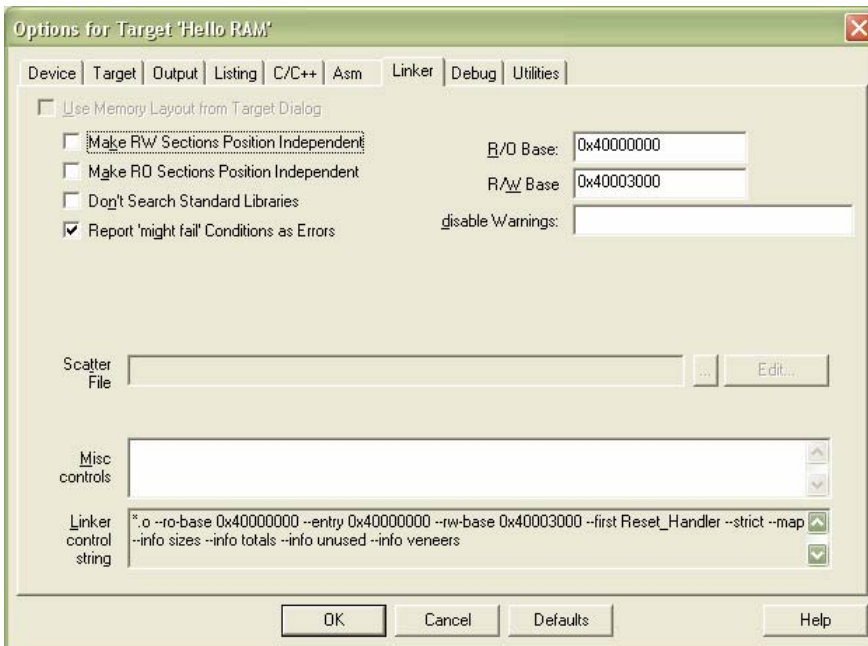 Options for Target 'Hello RAM'
Device Target Output Listing C/C++ Asm Linker Debug Utilities
Use Memory Layout from Target Dialog
Make RW Sections Position Independent
R/O Base: 0x40000000
Make RO Sections Position Independent
R/W Base 0x40003000
Don't Search Standard Libraries
disable Warnings:
Report 'might fail' Conditions as Errors
Scatter
File
... Edit...
Misc
controls
Linker
control
string
*.o --ro-base 0x40000000 --entry 0x40000000 --rw-base 0x40003000 --first Reset_Handler --strict --map
--info sizes --info totals --info unused --info veneers
OK Cancel Defaults Help